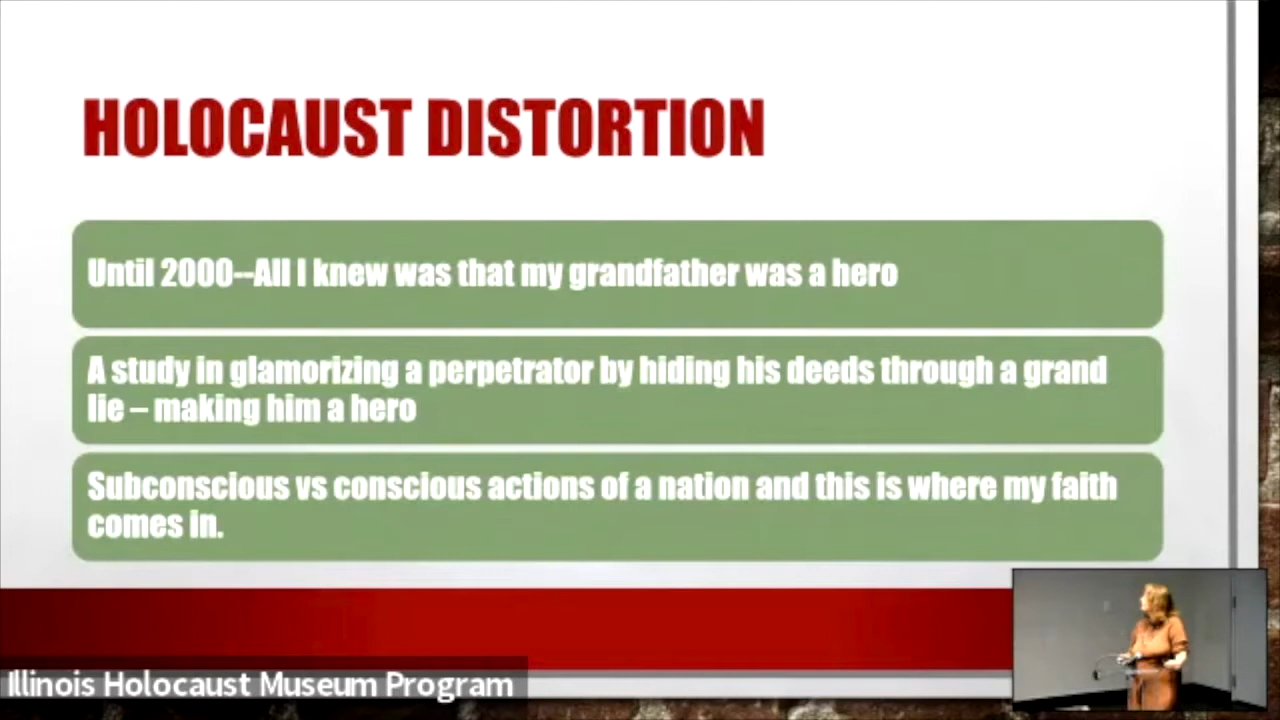 HOLOCAUST DISTORTION
Until 2000--All I knew was that my grandfather was a hero
A study in glamorizing a perpetrator by hiding his deeds through a grand
lie – making him a hero
Subconscious vs conscious actions of a nation and this is where my faith
comes in.
Illinois Holocaust Museum Program